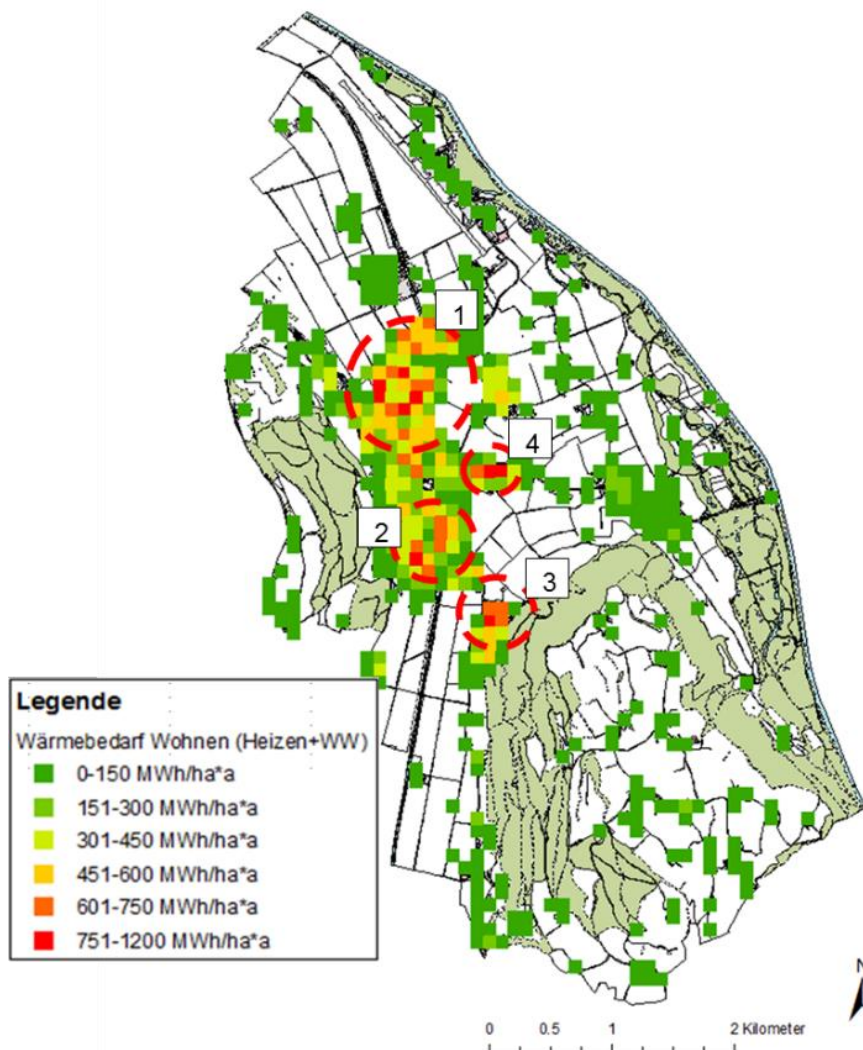 1
4
2
3
Legende
Wärmebedarf Wohnen (Heizen+WW)
0-150 MWh/ha*a
151-300 MWh/ha*a
301-450 MWh/ha*a
451-600 MWh/ha*a
601-750 MWh/ha*a
751-1200 MWh/ha*a
N
0 0.5 1 2 Kilometer